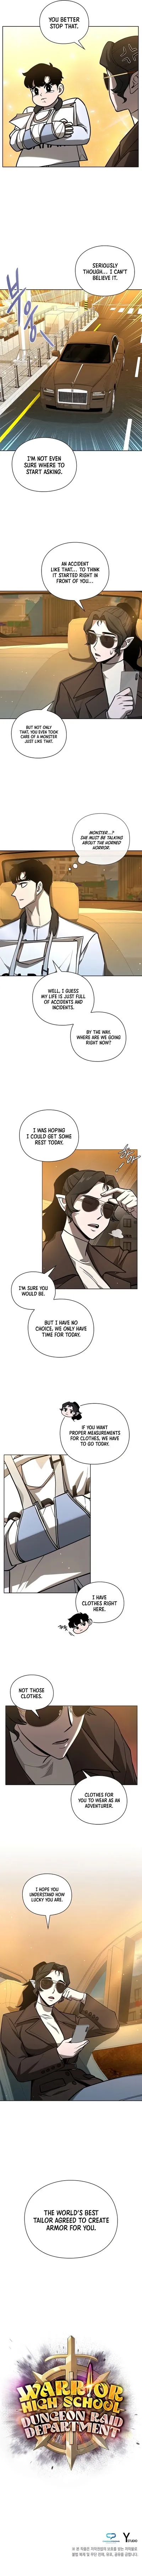 YOU BETTER
STOP THAT.
SERIOUSLY
THOUGH... I CAN'T
BELIEVE IT.
부웅
I'M NOT EVEN
SURE WHERE TO
START ASKING.
AN ACCIDENT
LIKE THAT... TO THINK
IT STARTED RIGHT IN
FRONT OF YOU...
BUT NOT ONLY
THAT, YOU EVEN TOOK
CARE OF A MONSTER
JUST LIKE THAT.
MONSTER...?
SHE MUST BE TALKING
ABOUT THE HORNED
HORROR.
WELL, I GUESS
MY LIFE IS JUST FULL
OF ACCIDENTS AND
INCIDENTS.
BY THE WAY,
WHERE ARE WE GOING
RIGHT NOW?
I WAS HOPING
I COULD GET SOME
REST TODAY.
I'M SURE YOU
WOULD BE.
BUT I HAVE NO
CHOICE, WE ONLY HAVE
TIME FOR TODAY.
IF YOU WANT
PROPER MEASUREMENTS
FOR CLOTHES, WE HAVE
TO GO TODAY.
I HAVE
CLOTHES RIGHT
HERE.
NOT THOSE
CLOTHES.
CLOTHES FOR
YOU TO WEAR AS AN
ADVENTURER.
I HOPE YOU
UNDERSTAND HOW
LUCKY YOU ARE.
THE WORLD'S BEST
TAILOR AGREED TO CREATE
ARMOR FOR YOU.
WARRIOR
HIGH SCHOOL
DUNGEON RAID
DEPARTMENT